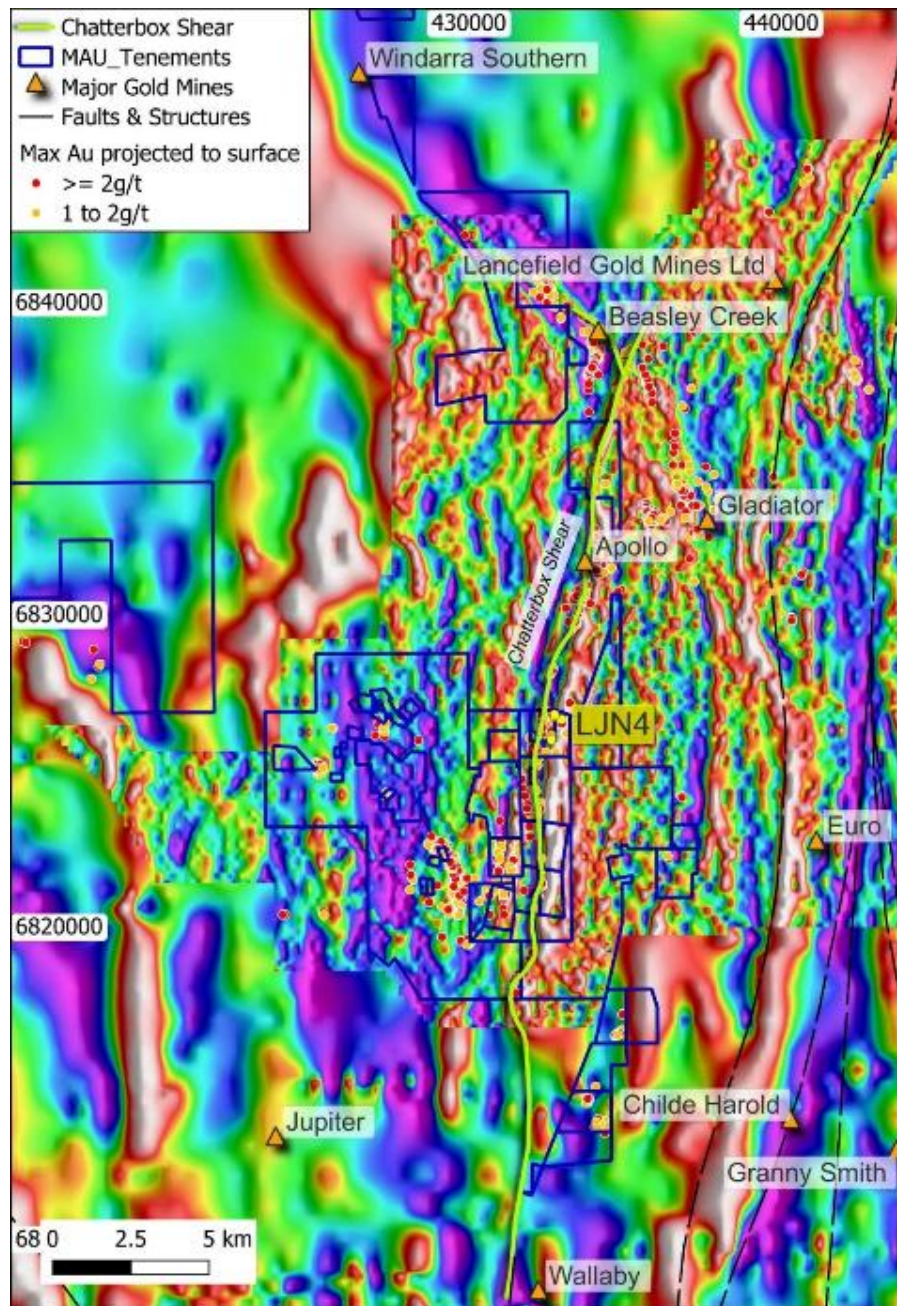 430000
440000
Chatterbox Shear
MAU_Tenements
Major Gold Mines
Faults & Structures
Max Au projected to surface
>= 2g/t
1 to 2g/t
Windarra Southern
Lancefield Gold Mines Ltd
6840000
Beasley Creek
Gladiator
Apollo
Chatterbox Shear
6830000
LJN4
Euro
6820000
Childe Harold
Jupiter
Granny Smith
68
0 2.5 5 km
Wallaby